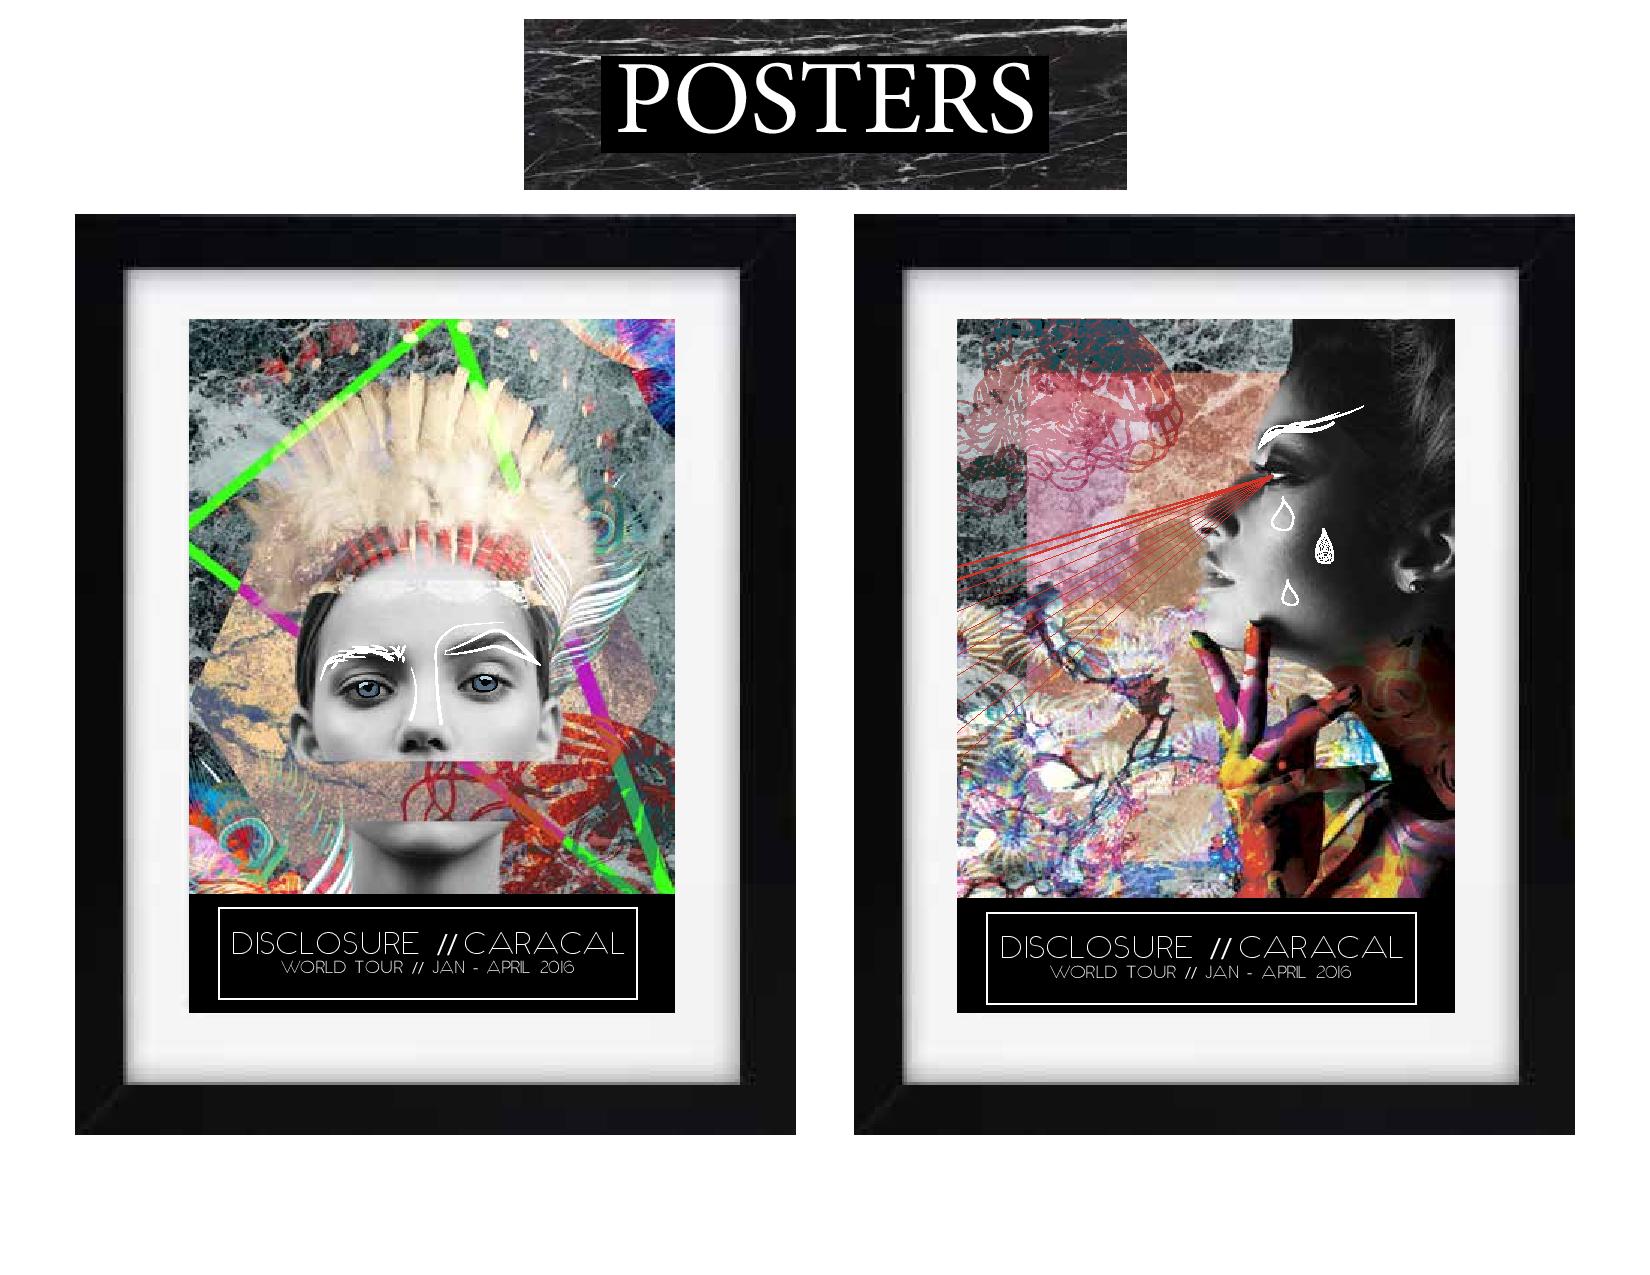 POSTERS
DISCLOSURE // CARACAL
WORLD TOUR // JAN - APRIL 2016
DISCLOSURE // CARACAL
WORLD TOUR // JAN - APRIL 2016